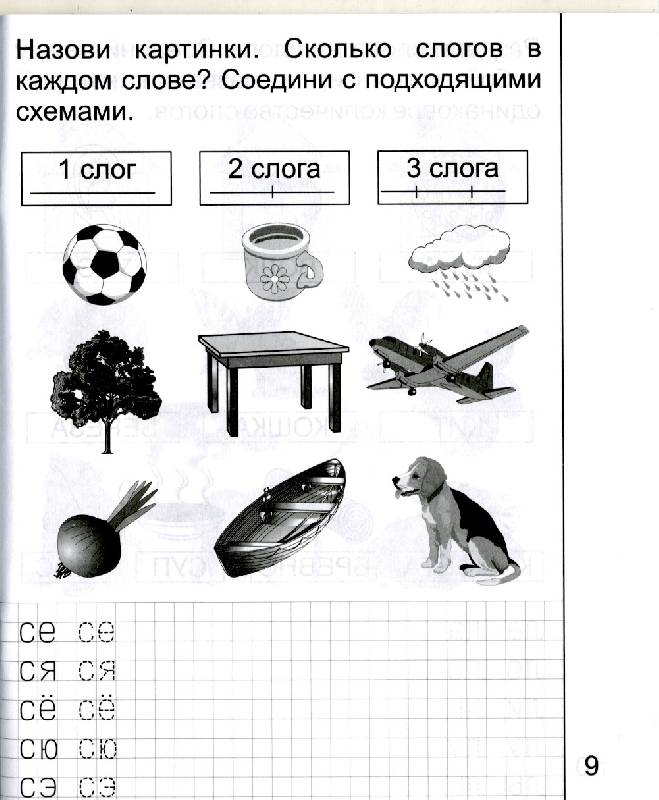 Назови картинки. Сколько слогов в
каждом слове? Соедини с подходящими
схемами.
1 слог
2 слога
3 слога
се се
ся ся
сё сё
сю сю
сэ сэ
9